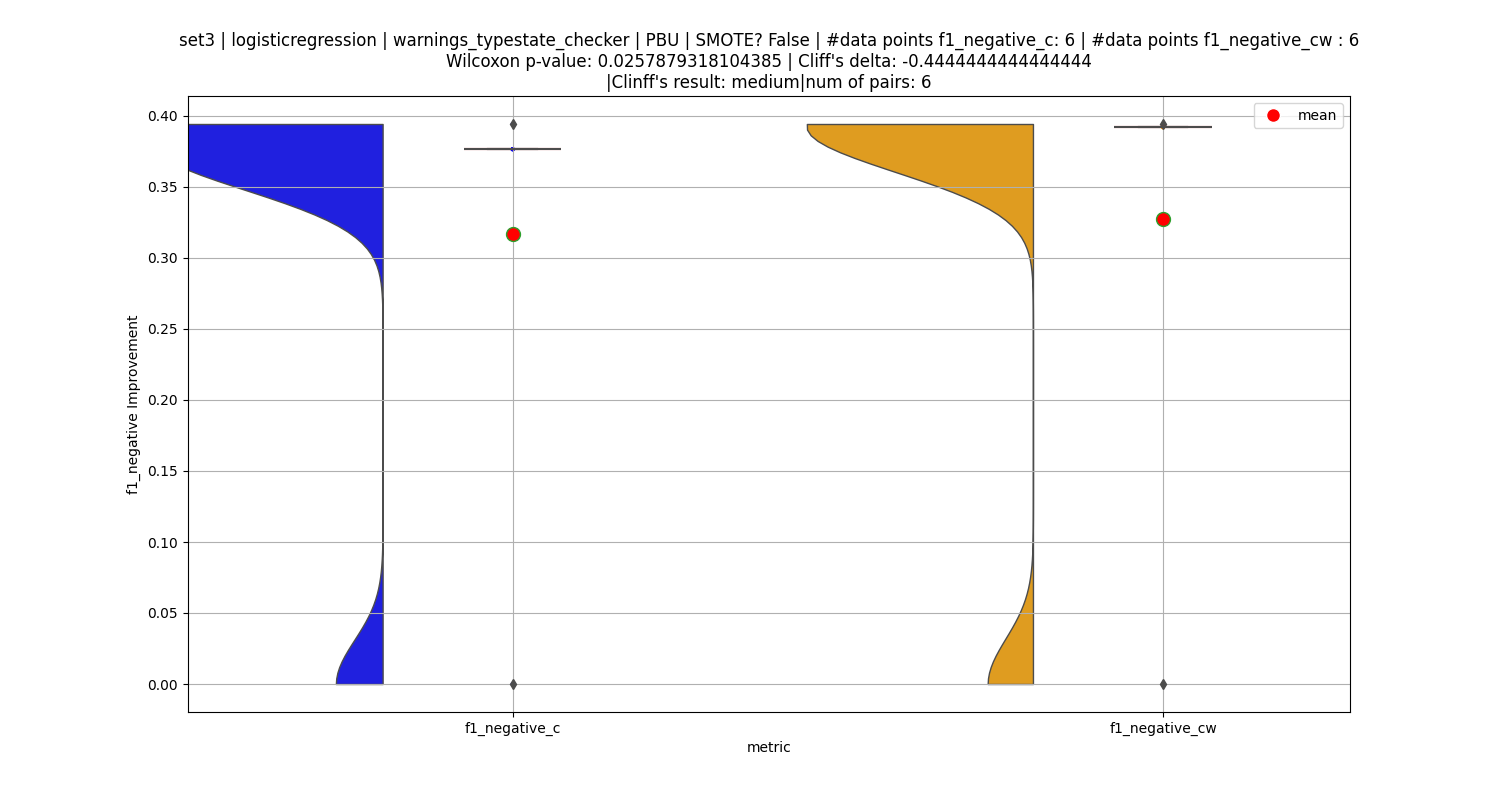 set3 | logisticregression | warnings_typestate_checker | PBU | SMOTE? False | #data points f1_negative_c: 6 | #data points f1_negative_cw : 6
Wilcoxon p-value: 0.0257879318104385 | Cliff's delta: -0.4444444444444444
|Clinff's result: medium|num of pairs: 6
mean
0.40
0.35
0.30
0.25
0.20
0.15
0.10
0.05
0.00
f1_negative Improvement
f1_negative_c
f1_negative_cw
metric